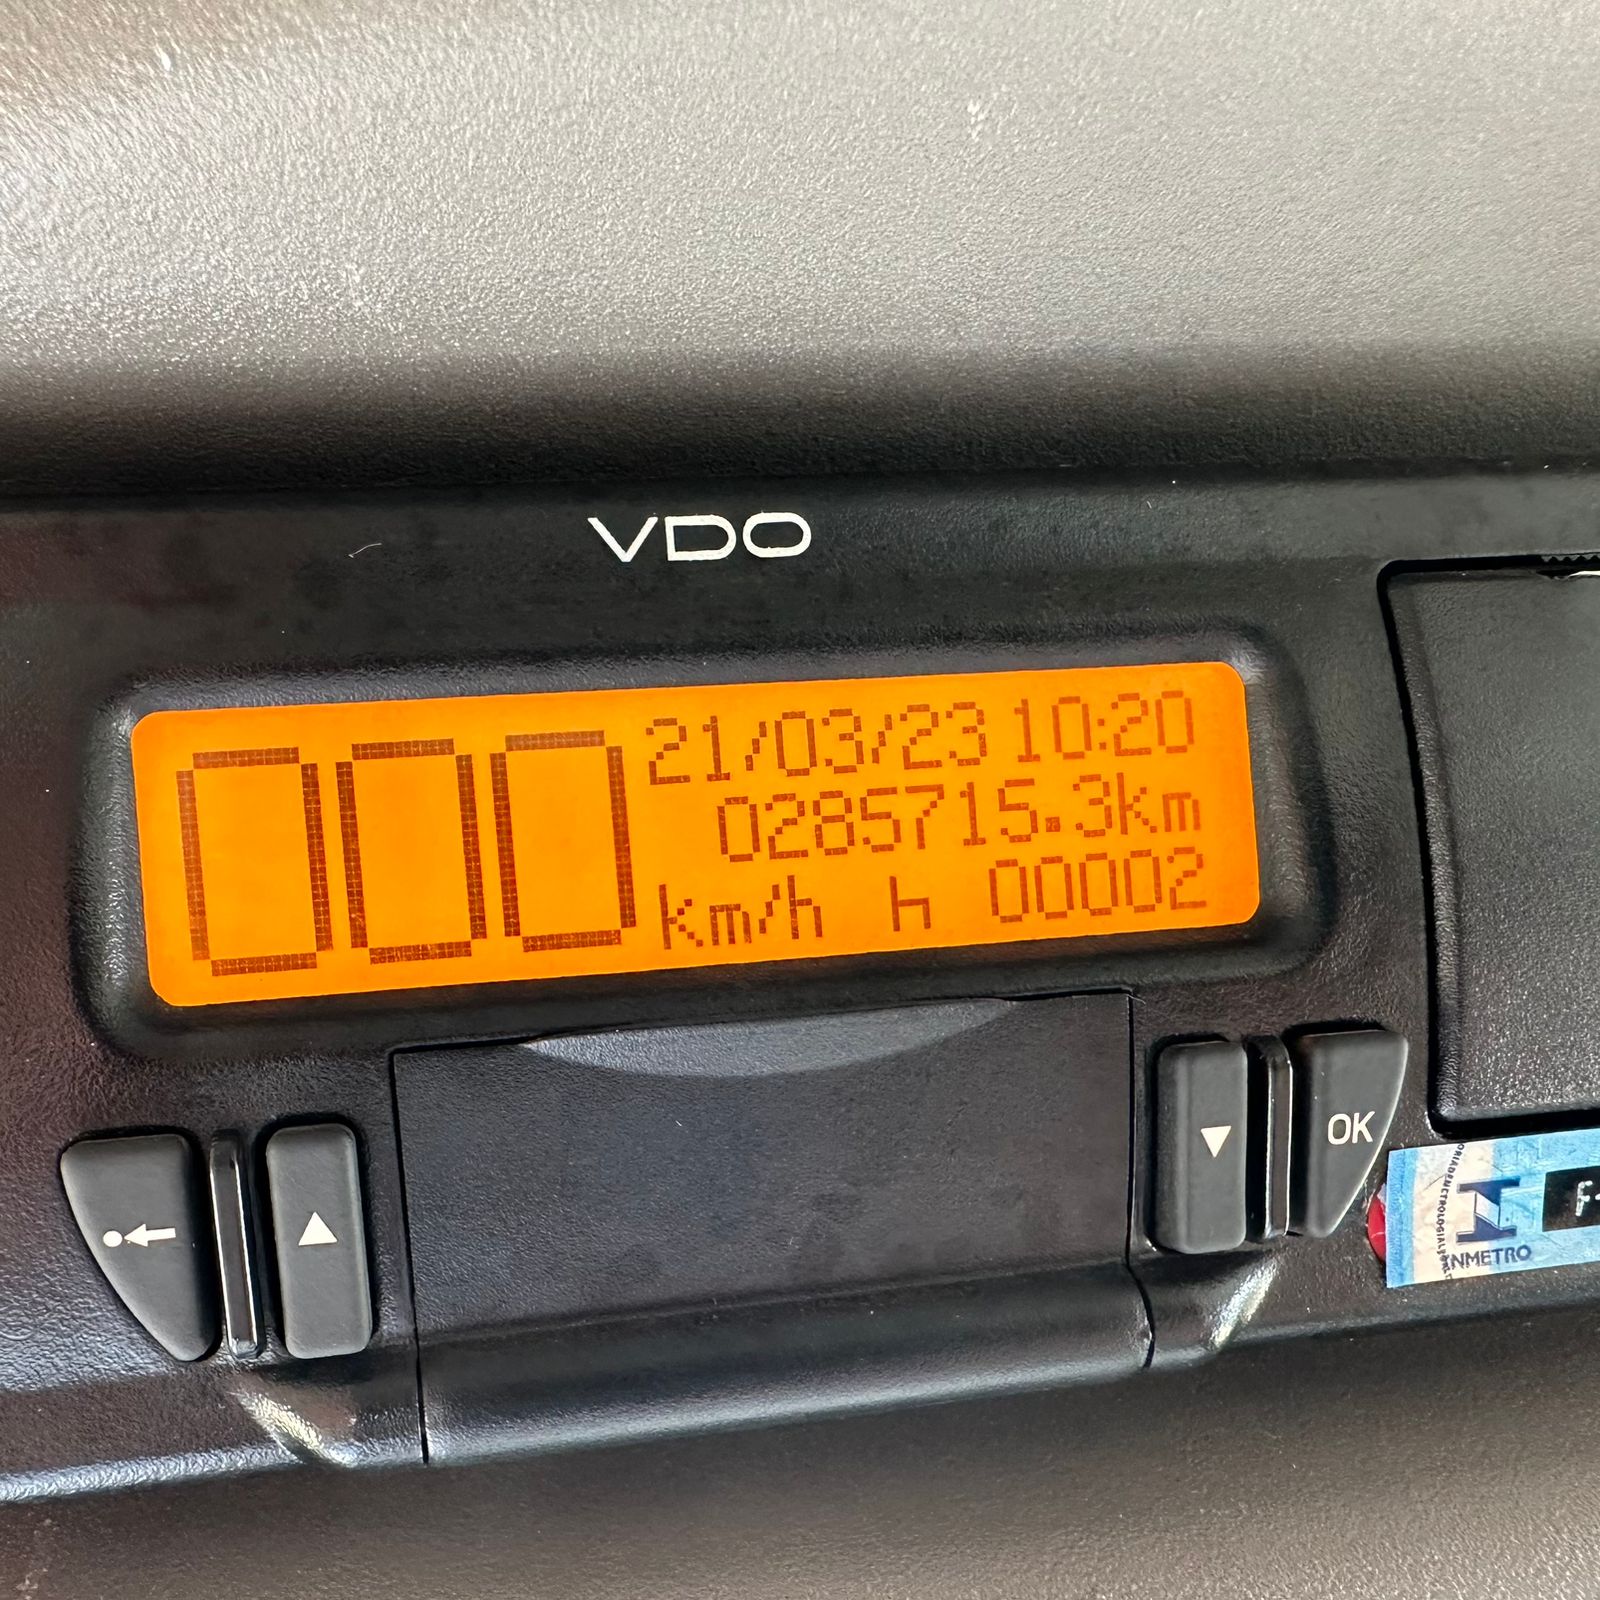 VDO
000
21/03/23 10:20
0285715.3km
km/h h 00002
OK
INMETRO